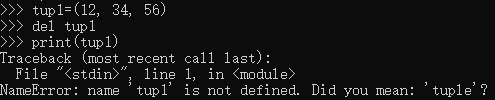 >>> tup1=(12, 34, 56)
>>> del tup1
>>> print(tup1)
Traceback (most recent call last):
  File "<stdin>", line 1, in <module>
NameError: name 'tup1' is not defined. Did you mean: 'tuple'?